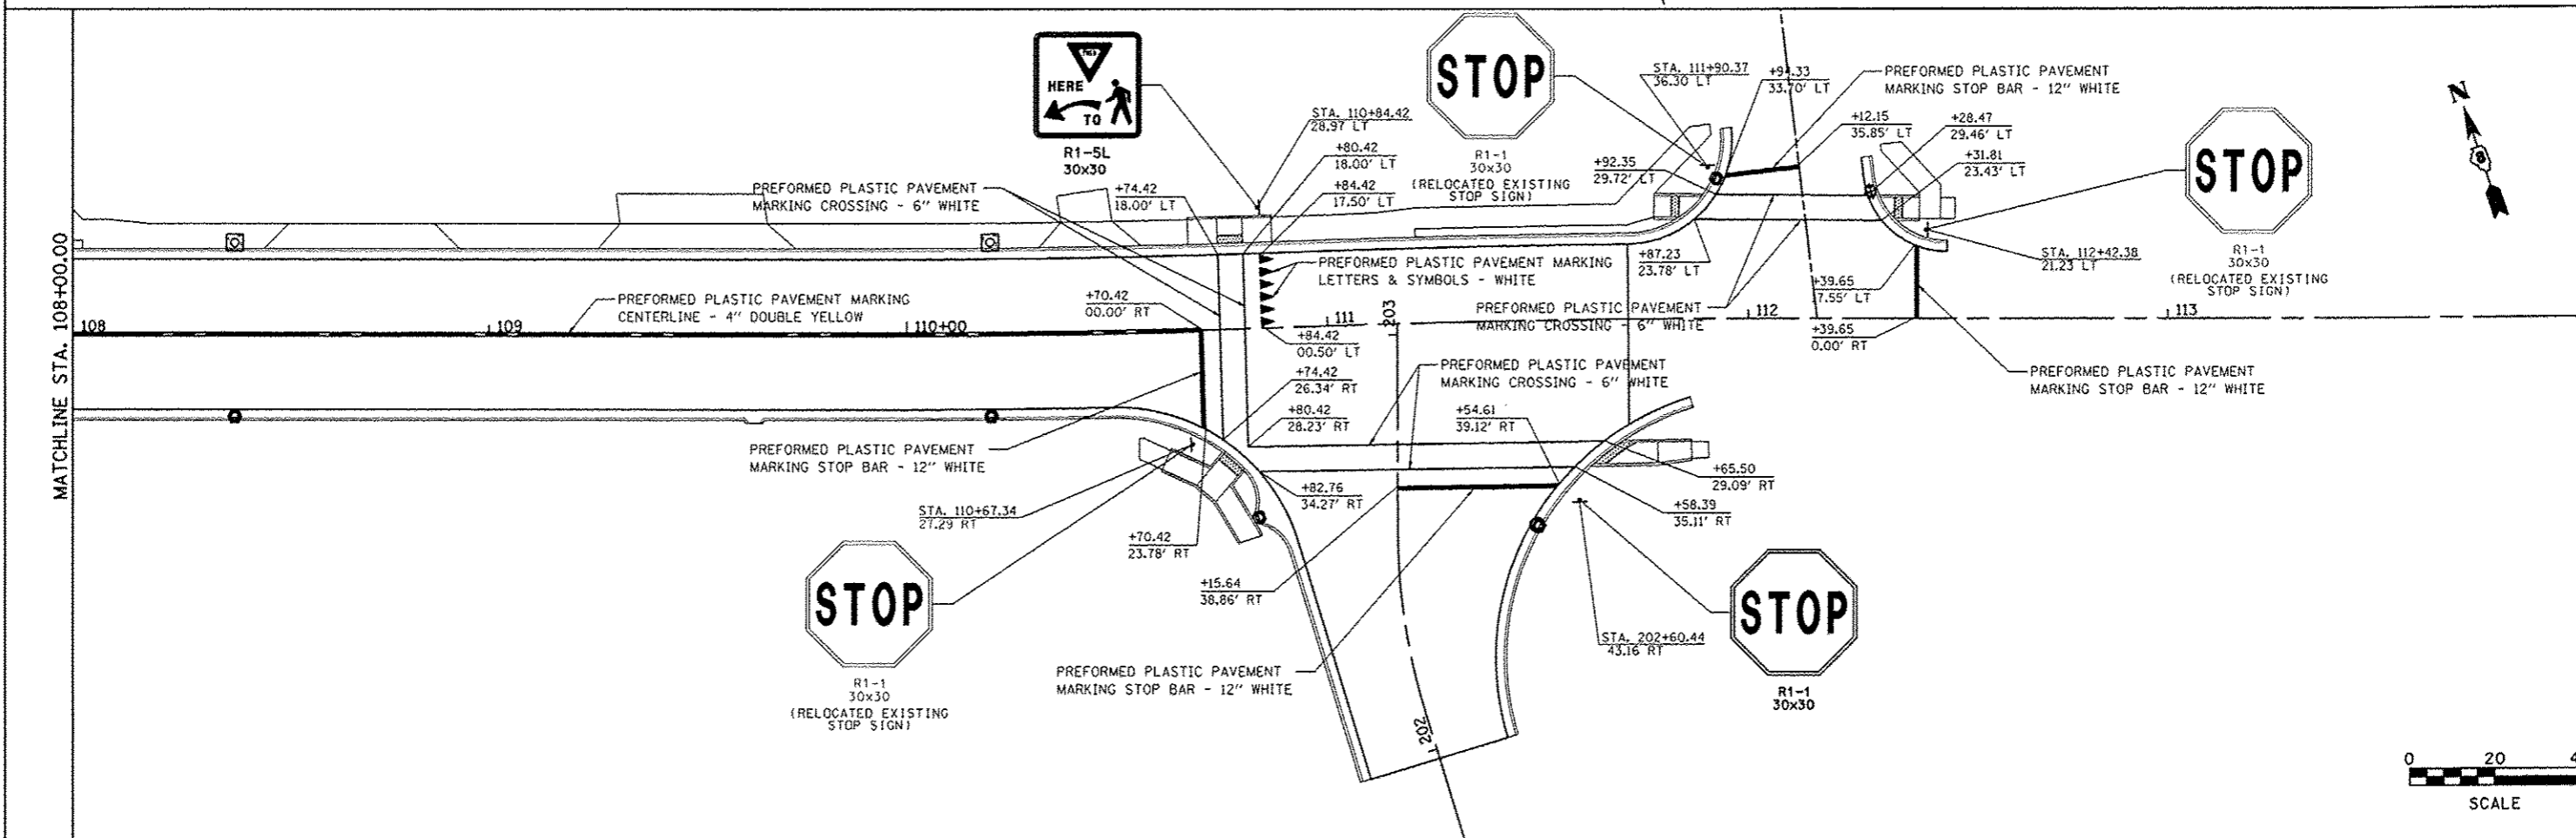 MATCHLINE STA. 108+00.00
HERE
TO
R1-5L
30x30
STOP
R1-1
30x30
(RELOCATED EXISTING
STOP SIGN)
STA. 111+90.37
36.30 LT
33.70' LT
PREFORMED PLASTIC PAVEMENT
MARKING STOP BAR - 12" WHITE
+12.15
35.85' LT
+28.47
29.46' LT
+31.81
23.43' LT
STOP
R1-1
30x30
(RELOCATED EXISTING
STOP SIGN)
N
STA. 110+84.42
28.97 LT
+80.42
18.00' LT
+84.42
17.50' LT
+92.35
29.72' LT
PREFORMED PLASTIC PAVEMENT
MARKING CROSSING - 6" WHITE
+74.42
18.00' LT
STA. 112+42.38
21.23 LT
PREFORMED PLASTIC PAVEMENT MARKING
LETTERS & SYMBOLS - WHITE
+87.23
23.78' LT
+39.65
PREFORMED PLASTIC PAVEMENT MARKING
CENTERLINE - 4" DOUBLE YELLOW
+70.42
00.00' RT
PREFORMED PLASTIC PAVEMENT
MARKING CROSSING - 6" WHITE
108
109
110+00
111
203
112
113
+84.42
00.50' LT
+39.65
0.00' RT
PREFORMED PLASTIC PAVEMENT
MARKING CROSSING - 6" WHITE
+74.42
26.34' RT
PREFORMED PLASTIC PAVEMENT
MARKING STOP BAR - 12" WHITE
+80.42
28.23' RT
+54.61
39.12' RT
PREFORMED PLASTIC PAVEMENT
MARKING STOP BAR - 12" WHITE
+65.50
29.09' RT
+82.76
34.27' RT
+58.39
35.11' RT
STA. 110+67.34
27.29 RT
+70.42
23.78' RT
+15.64
38.86' RT
STOP
R1-1
30x30
(RELOCATED EXISTING
STOP SIGN)
STOP
R1-1
30x30
STA. 202+60.44
43.16 RT
PREFORMED PLASTIC PAVEMENT
MARKING STOP BAR - 12" WHITE
202
0 20
SCALE